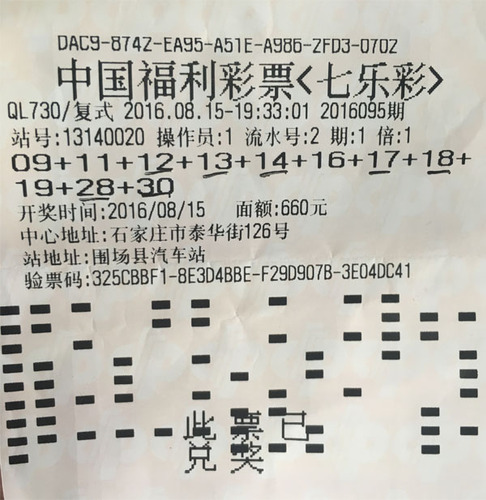 DAC9-8742-EA95-A51E-A986-2FD3-0702
中国福利彩票<七乐彩>
QL730/复式 2016.08.15-19:33:01 2016095期
站号:13140020 操作员:1 流水号:2 期:1 倍:1
09+11+12+13+14+16+17+18+
19+28+30
开奖时间:2016/08/15 面额:660元
中心地址:石家庄市泰华街126号
站地址:围场县汽车站
验票码:325CBBF1-8E3D4BBE-F29D907B-3E04DC41
此票已
兑奖